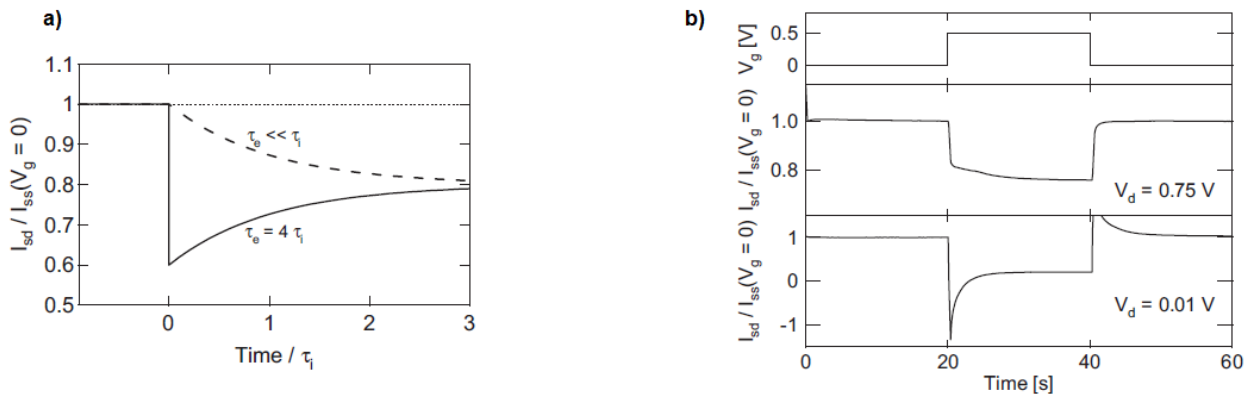 a)
I_sd / I_ss(V_g = 0)
1.1
1
0.9
0.8
0.7
0.6
0.5
τ_e << τ_i
τ_e = 4 τ_i
0
1
2
3
Time / τ_i
b)
V_g [V]
0.5
0
I_sd / I_ss(V_g = 0)
1.0
0.8
V_d = 0.75 V
I_sd / I_ss(V_g = 0)
1
0
-1
V_d = 0.01 V
0
20
40
60
Time [s]